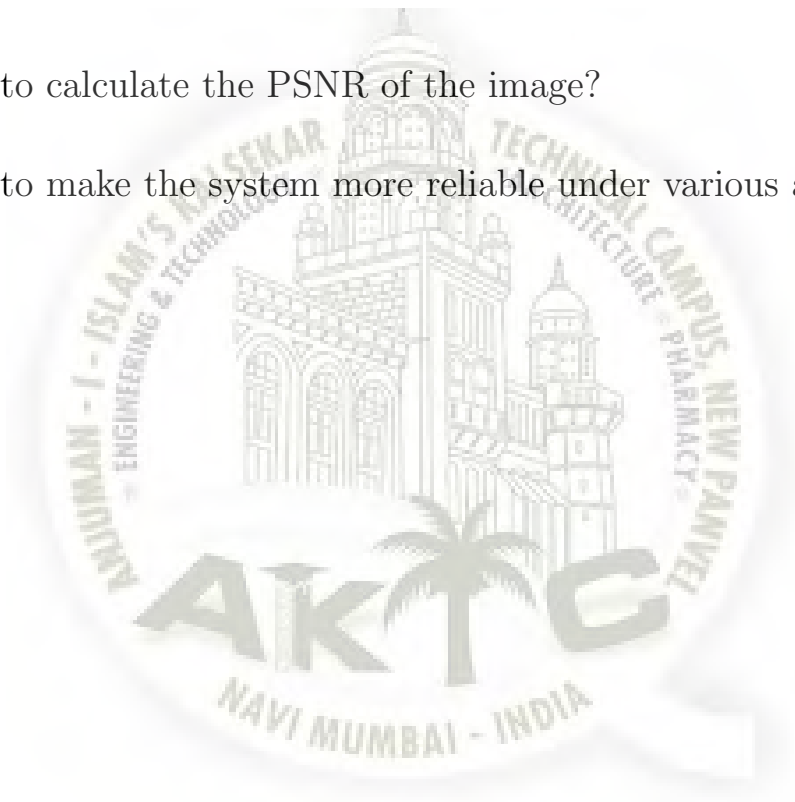 to calculate the PSNR of the image?
to make the system more reliable under various
ANJUMAN - I - ISLAM'S KALSEKAR TECHNICAL CAMPUS, NEW PANVEL
ENGINEERING & TECHNOLOGY ARCHITECTURE PHARMACY
AKTC
NAVI MUMBAI - INDIA